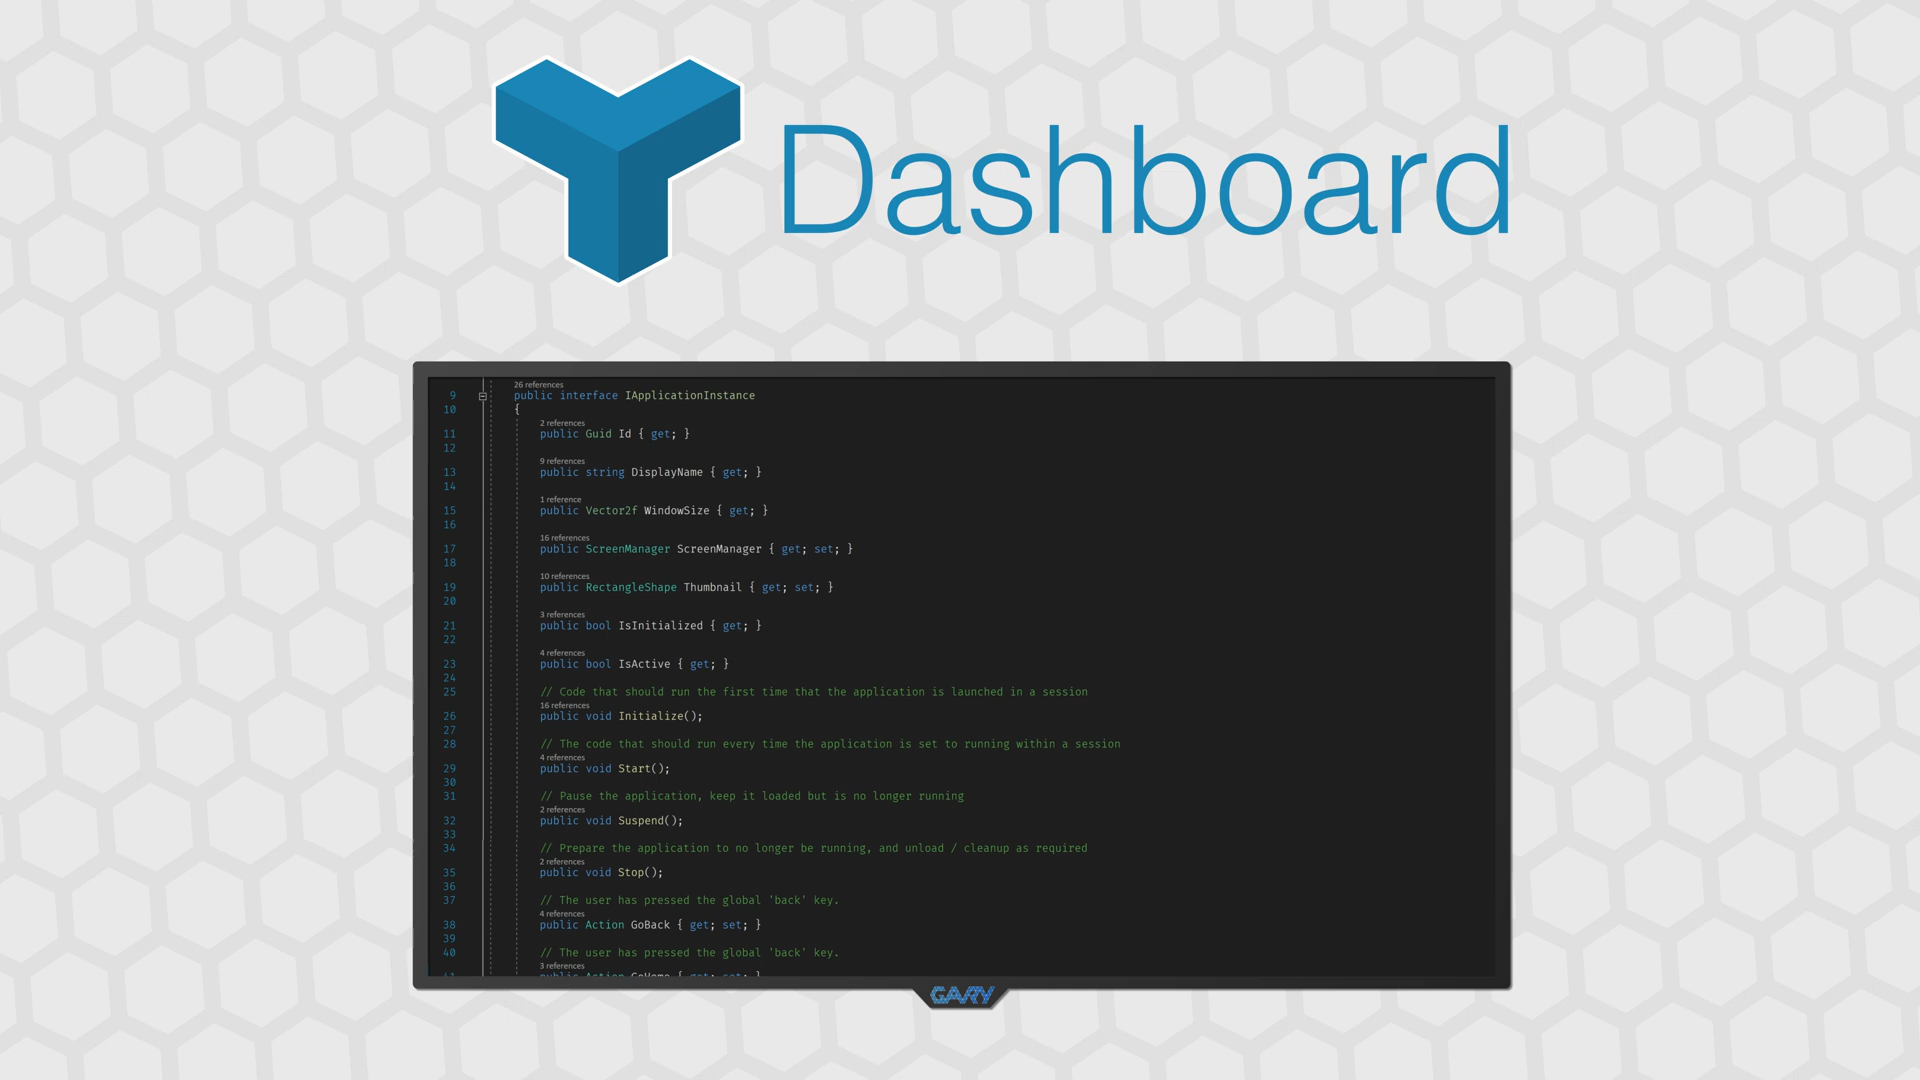 Dashboard
26 references
9 public interface IApplicationInstance
10 {
2 references
11 public Guid Id { get; }
12
9 references
13 public string DisplayName { get; }
14
1 reference
15 public Vector2f WindowSize { get; }
16
16 references
17 public ScreenManager ScreenManager { get; set; }
18
10 references
19 public RectangleShape Thumbnail { get; set; }
20
3 references
21 public bool IsInitialized { get; }
22
4 references
23 public bool IsActive { get; }
24
25 // Code that should run the first time that the application is launched in a session
16 references
26 public void Initialize();
27
28 // The code that should run every time the application is set to running within a session
4 references
29 public void Start();
30
31 // Pause the application, keep it loaded but is no longer running
2 references
32 public void Suspend();
33
34 // Prepare the application to no longer be running, and unload / cleanup as required
2 references
35 public void Stop();
36
37 // The user has pressed the global 'back' key.
4 references
38 public Action GoBack { get; set; }
39
40 // The user has pressed the global 'back' key.
3 references
41 public Action GoHome { get; set; }
GARY